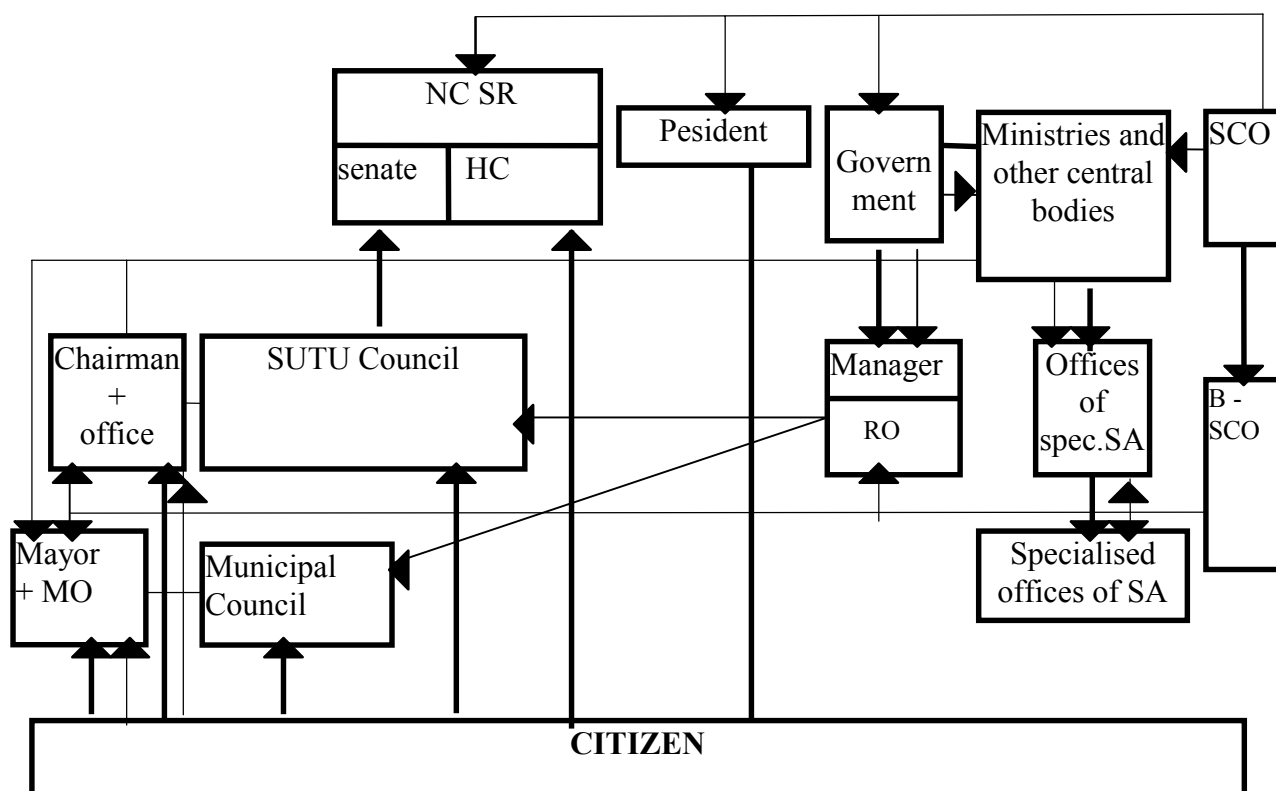 NC SR
senate
HC
Pesident
Govern
ment
Ministries and
other central
bodies
SCO
Chairman
+
office
SUTU Council
Manager
RO
Offices
of
spec.SA
B -
SCO
Mayor
+ MO
Municipal
Council
Specialised
offices of SA
CITIZEN